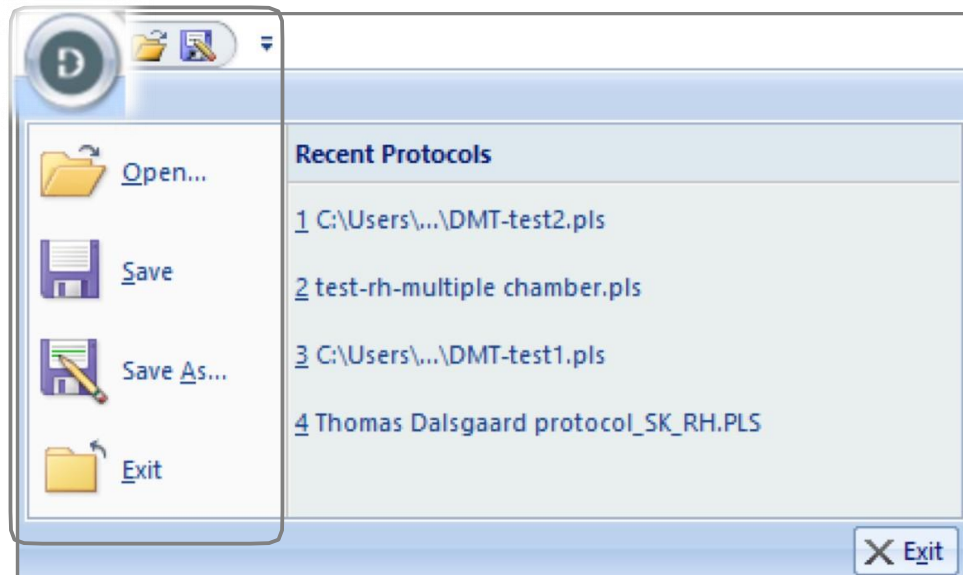 D
Open...
Save
Save As...
Exit
Recent Protocols
1 C:\Users\...\DMT-test2.pls
2 test-rh-multiple chamber.pls
3 C:\Users\...\DMT-test1.pls
4 Thomas Dalsgaard protocol_SK_RH.PLS
Exit